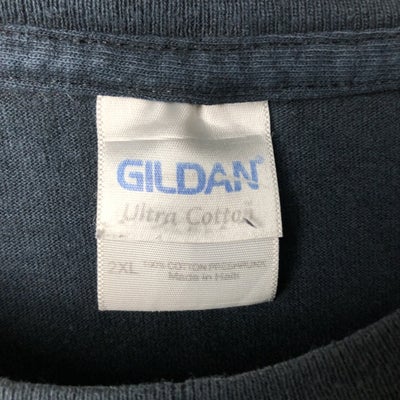 GILDAN®
Ultra Cotton
2XL 100% COTTON PRESHRUNK
Made in Haiti